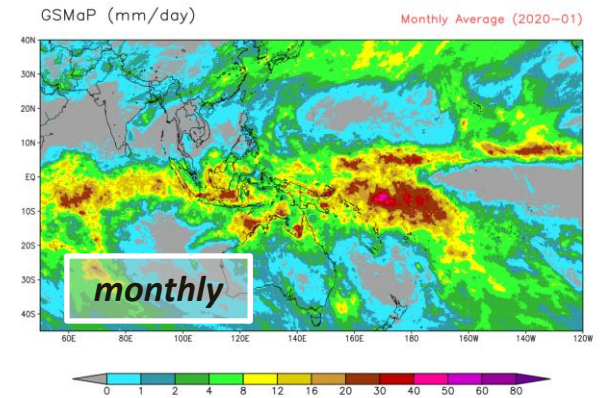 GSMaP (mm/day)
Monthly Average (2020-01)
40N
30N
20N
10N
EQ
10S
20S
30S
40S
monthly
60E 80E 100E 120E 140E 160E 180 160W 140W 120W
0 1 2 4 8 12 16 20 30 40 50 60 80